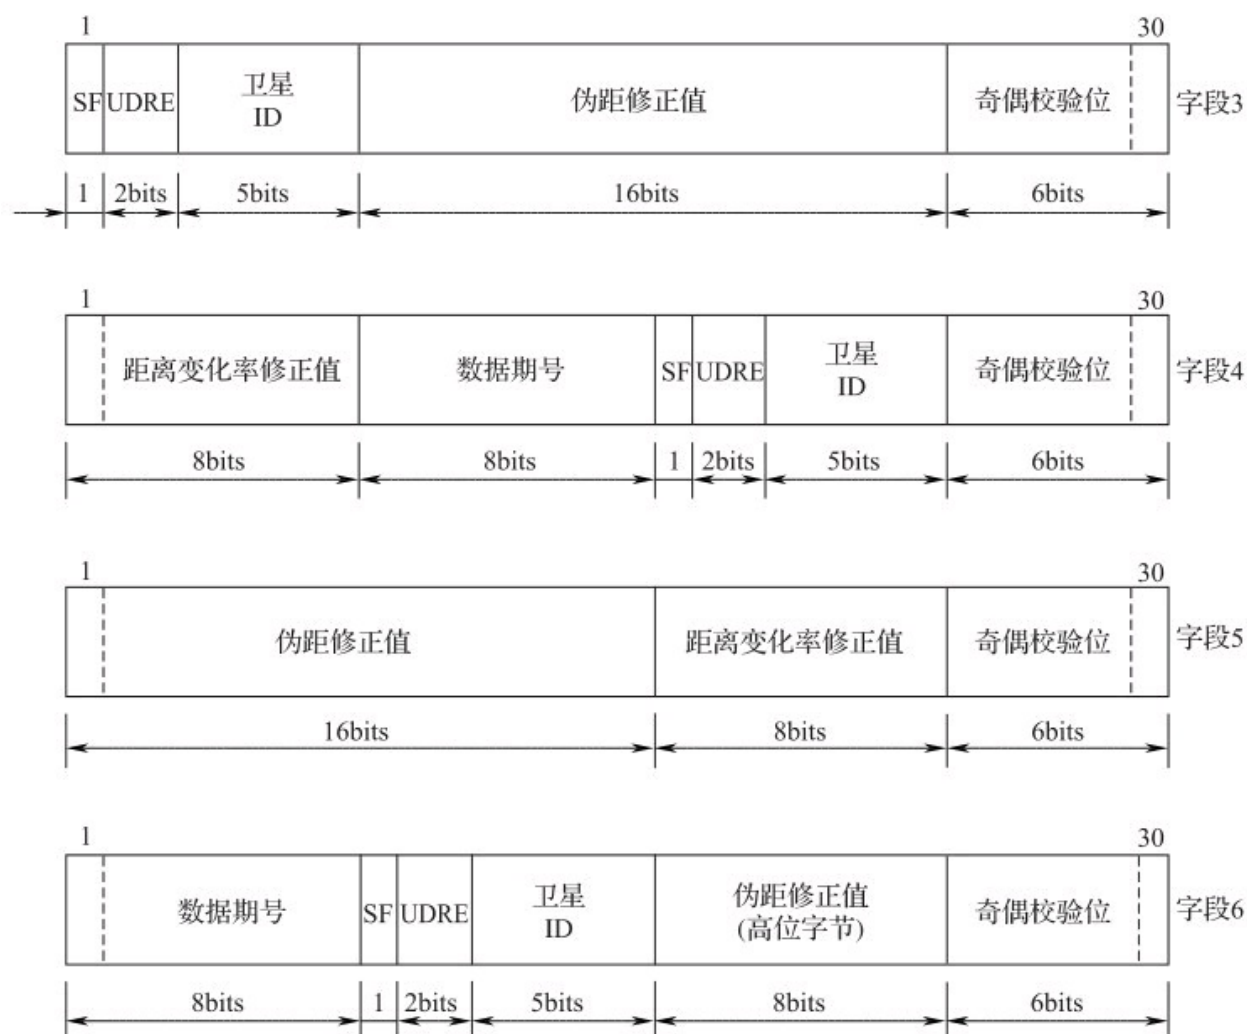 1 30
SF UDRE 卫星 ID 伪距修正值 奇偶校验位 字段3
1 2bits 5bits 16bits 6bits
1 30
距离变化率修正值 数据期号 SF UDRE 卫星 ID 奇偶校验位 字段4
8bits 8bits 1 2bits 5bits 6bits
1 30
伪距修正值 距离变化率修正值 奇偶校验位 字段5
16bits 8bits 6bits
1 30
数据期号 SF UDRE 卫星 ID 伪距修正值 (高位字节) 奇偶校验位 字段6
8bits 1 2bits 5bits 8bits 6bits